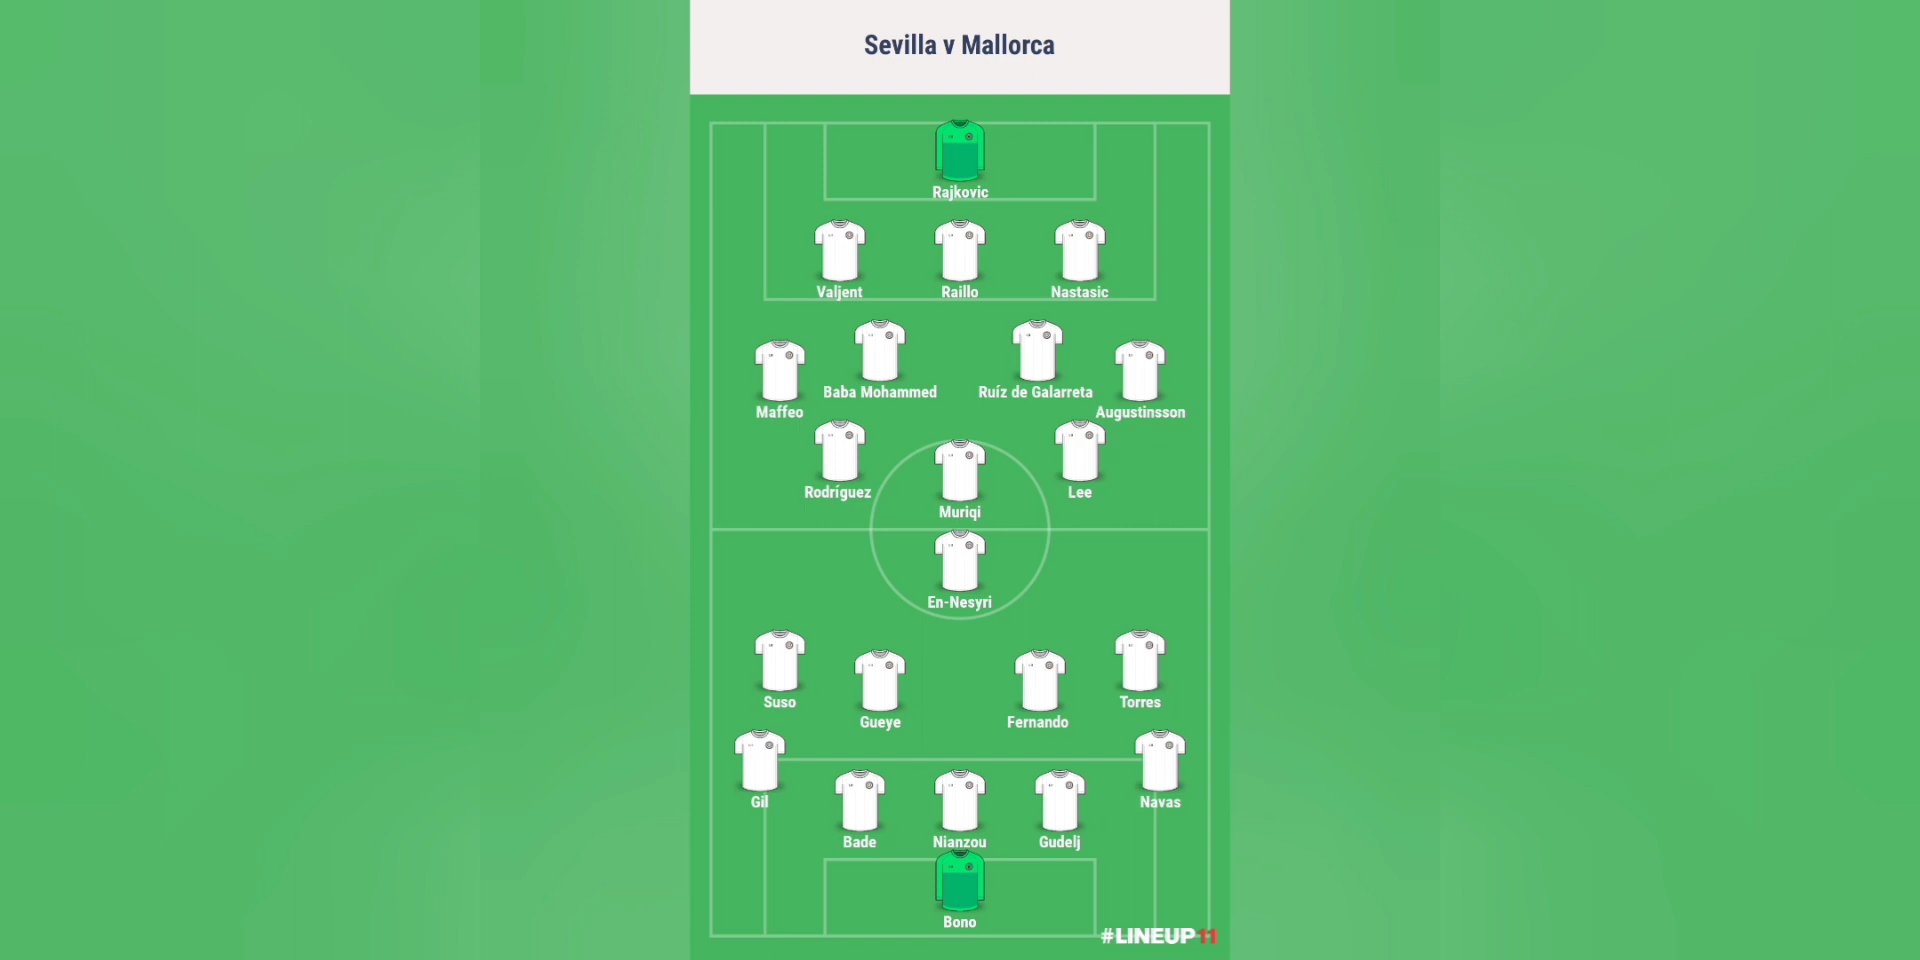 Sevilla v Mallorca
Rajkovic
Valjent Raillo Nastasic
Baba Mohammed Ruíz de Galarreta
Maffeo Augustinsson
Rodríguez Lee
Muriqi
En-Nesyri
Suso Torres
Gueye Fernando
Gil Navas
Bade Nianzou Gudelj
Bono
#LINEUP11